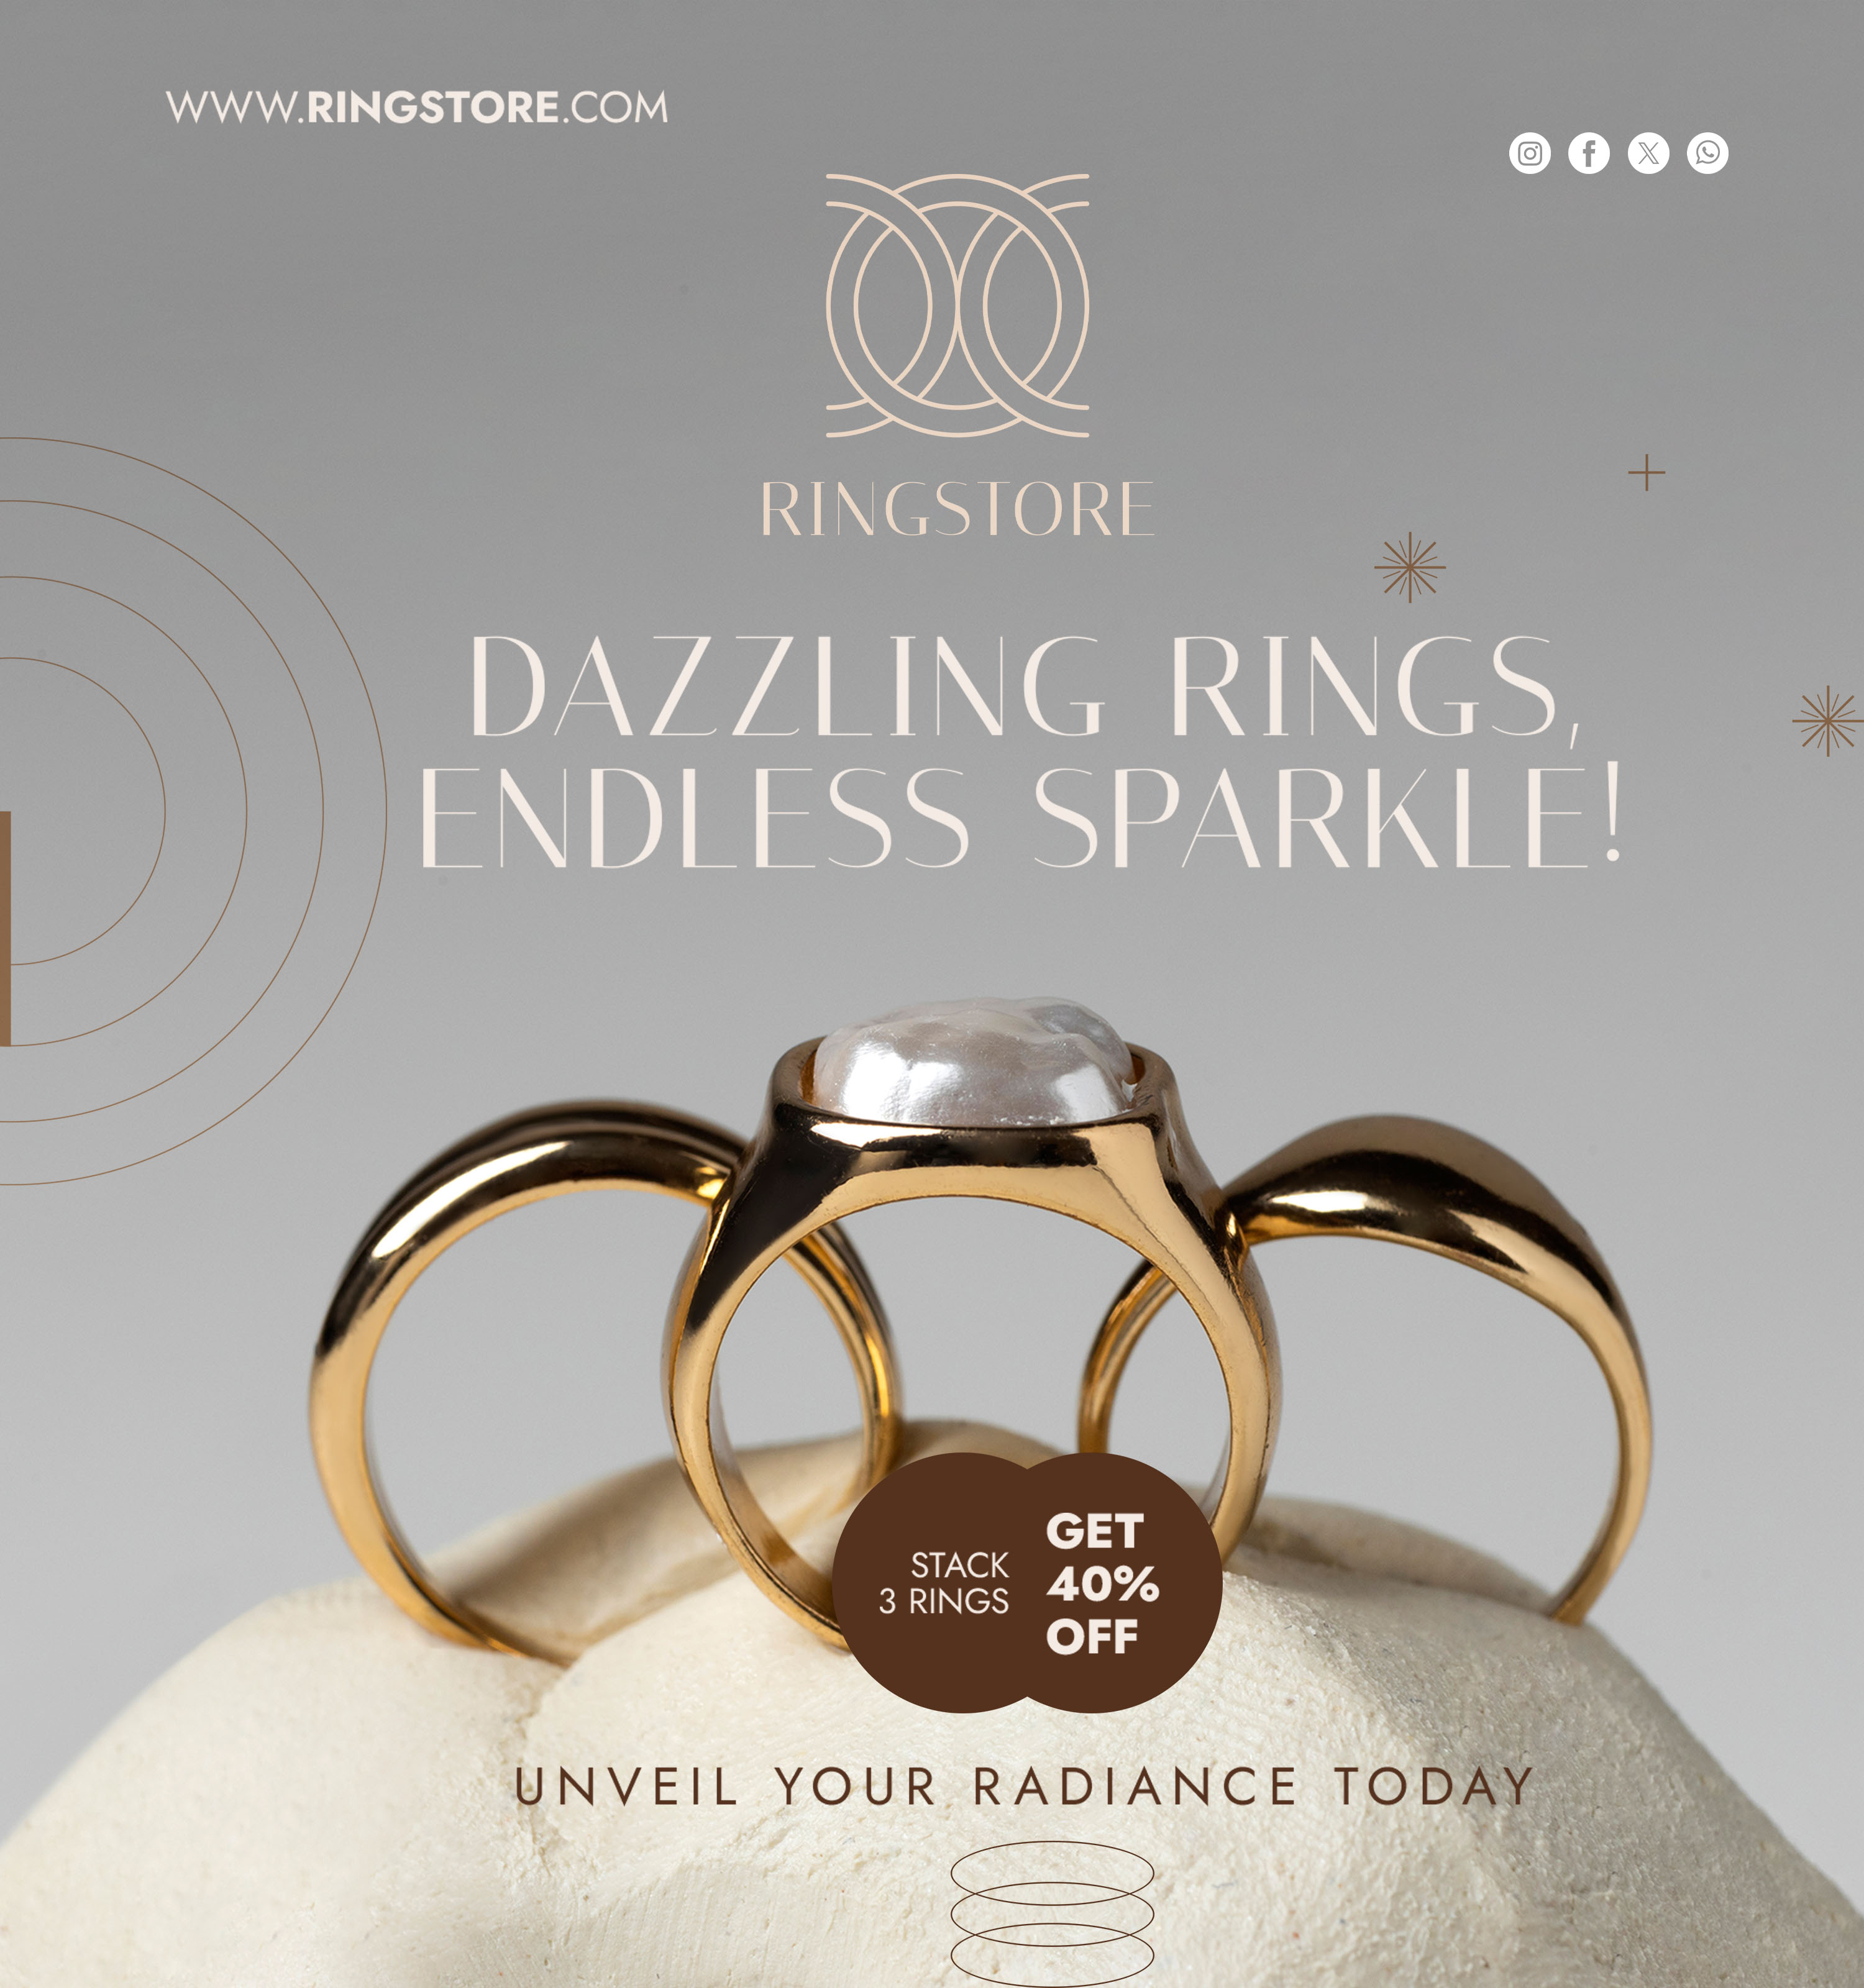 WWW.RINGSTORE.COM
RINGSTORE
DAZZLING RINGS,
ENDLESS SPARKLE!
STACK
3 RINGS
GET
40%
OFF
UNVEIL YOUR RADIANCE TODAY